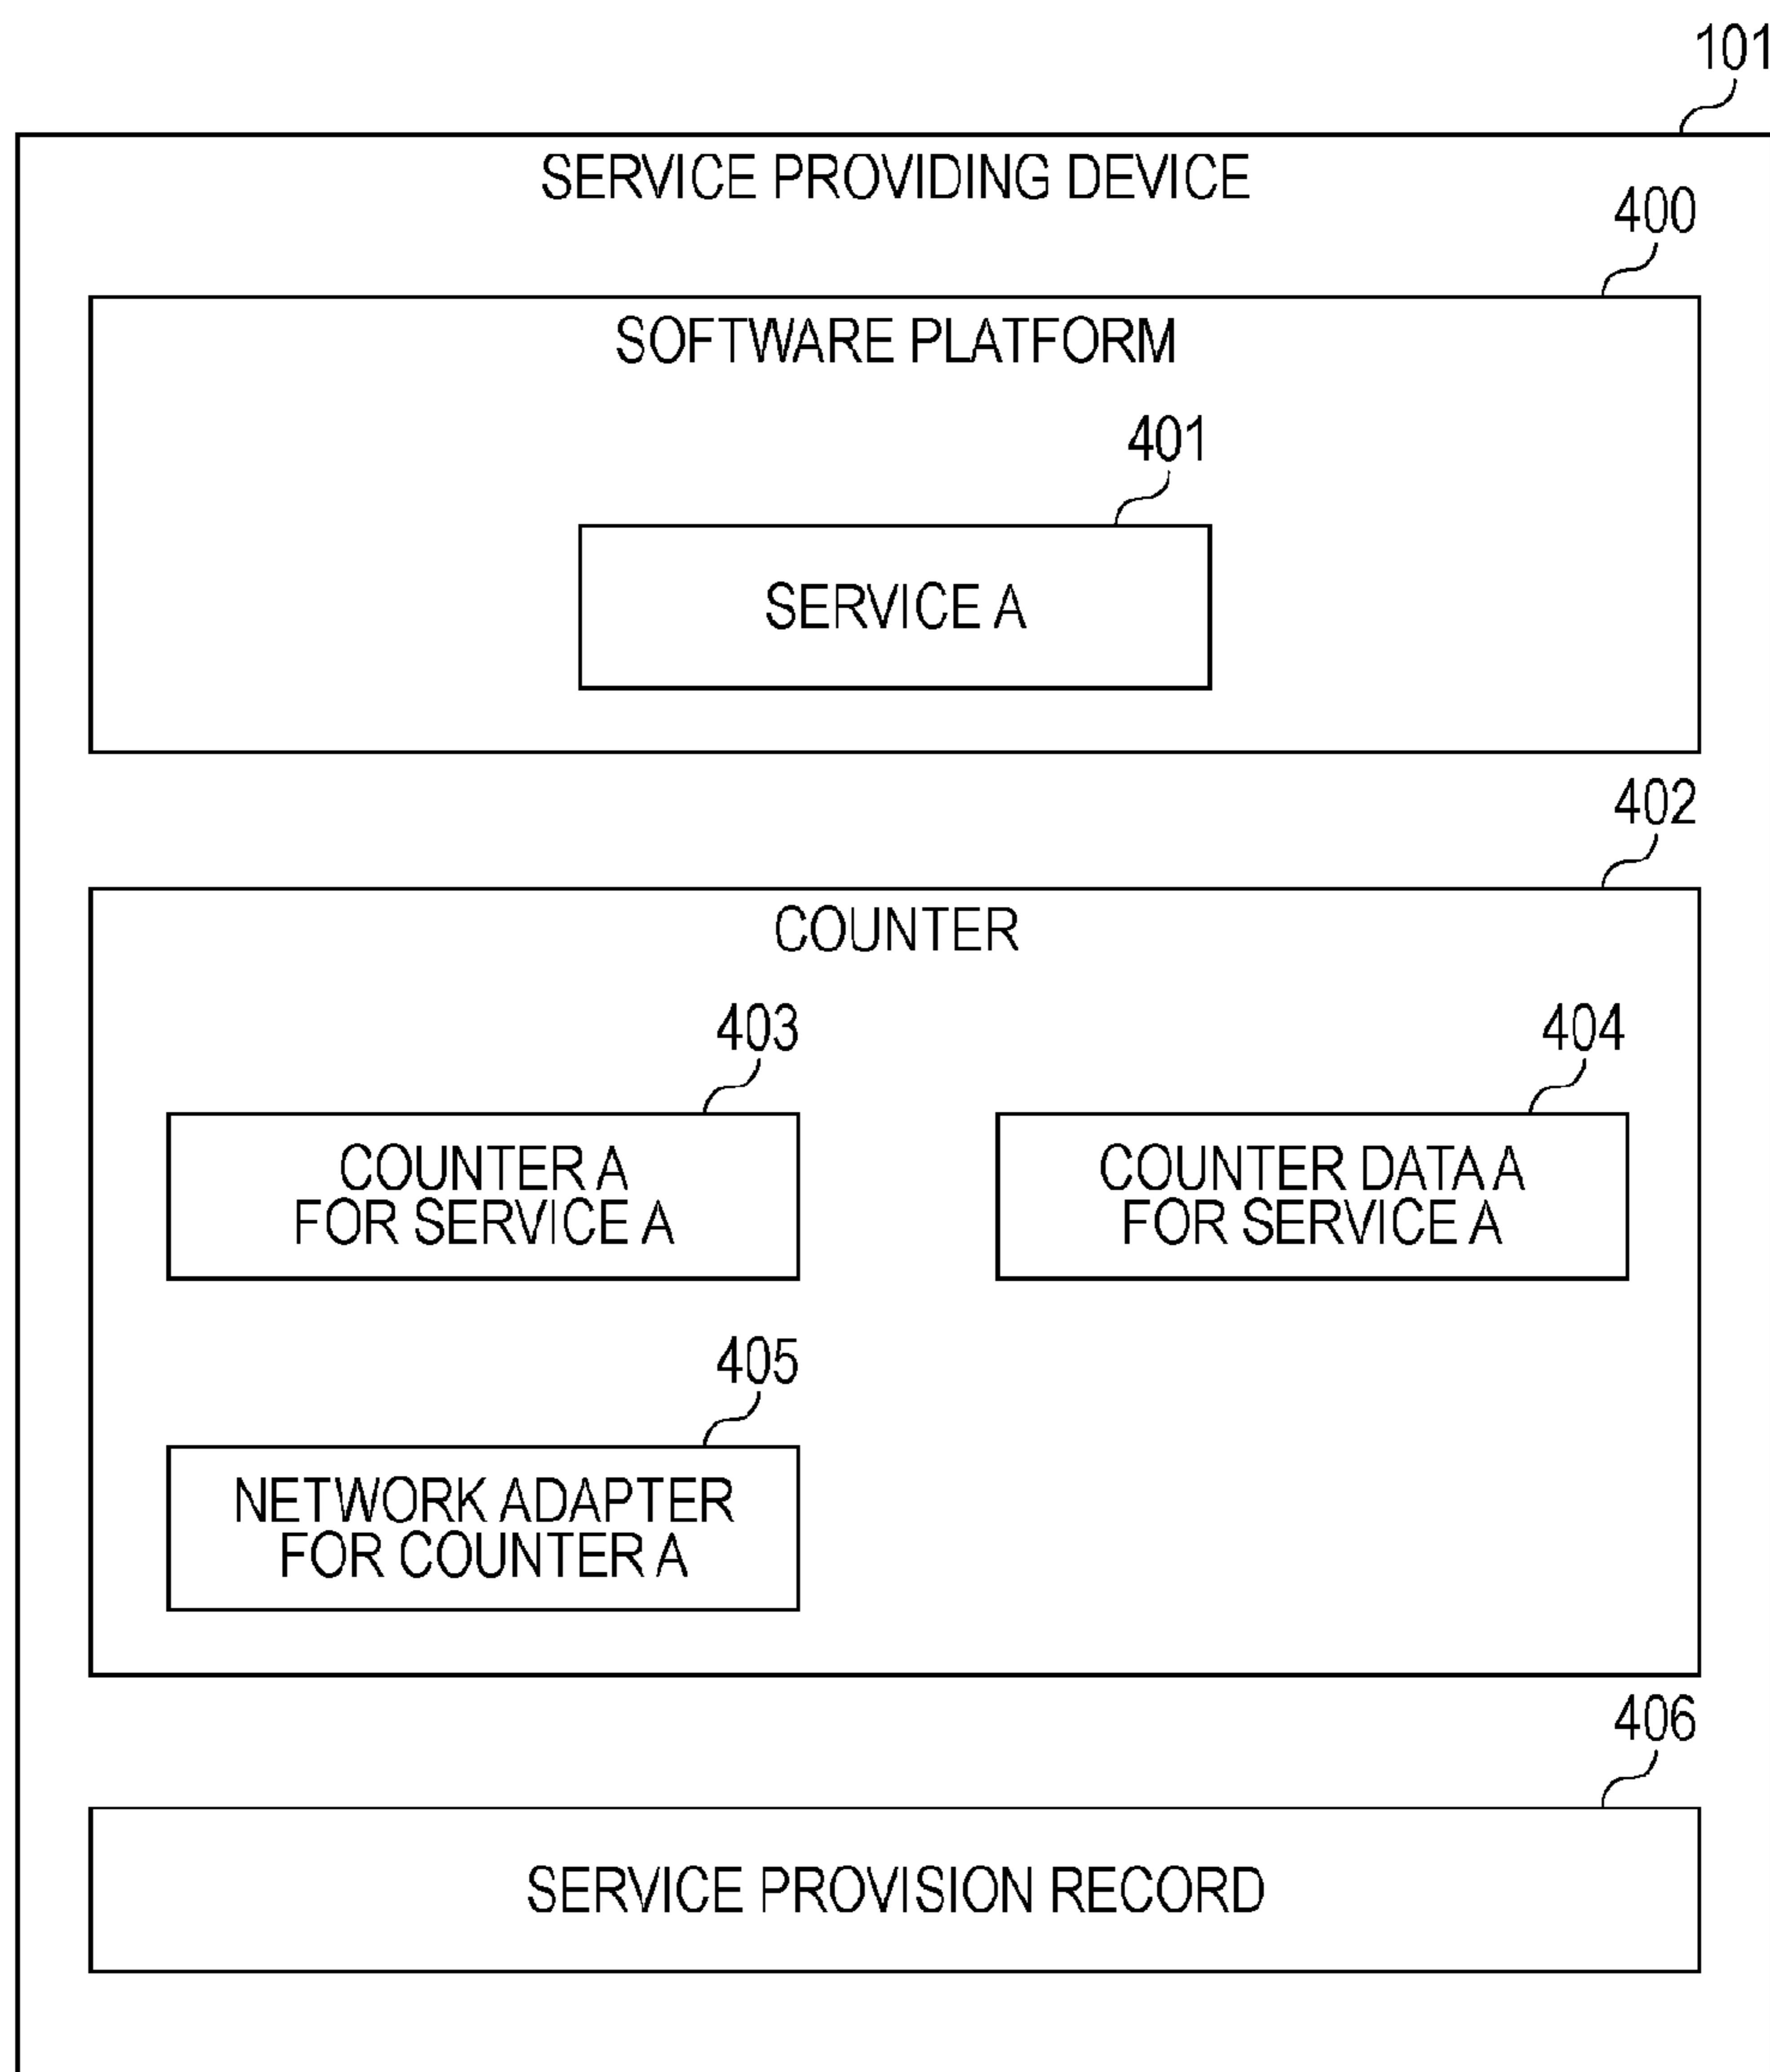 101
SERVICE PROVIDING DEVICE
400
SOFTWARE PLATFORM
401
SERVICE A
402
COUNTER
403
COUNTER A
FOR SERVICE A
404
COUNTER DATA A
FOR SERVICE A
405
NETWORK ADAPTER
FOR COUNTER A
406
SERVICE PROVISION RECORD